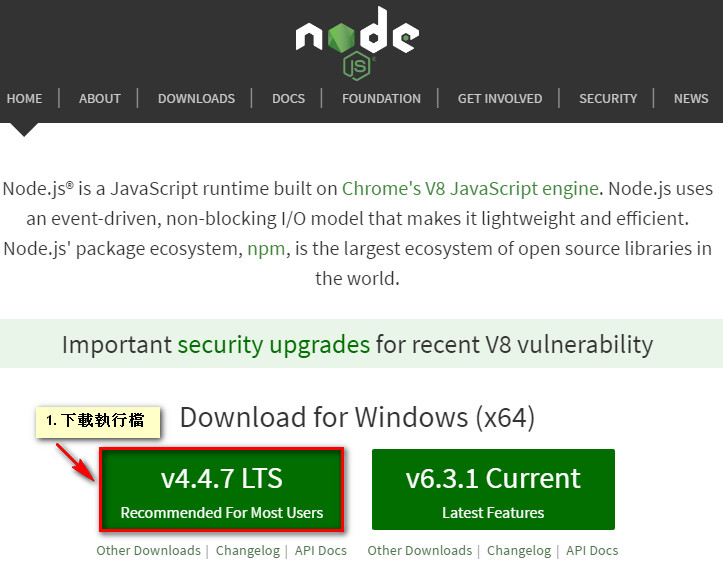 node
JS
HOME | ABOUT | DOWNLOADS | DOCS | FOUNDATION | GET INVOLVED | SECURITY | NEWS
Node.js® is a JavaScript runtime built on Chrome's V8 JavaScript engine. Node.js uses
an event-driven, non-blocking I/O model that makes it lightweight and efficient.
Node.js' package ecosystem, npm, is the largest ecosystem of open source libraries in
the world.
Important security upgrades for recent V8 vulnerability
1.下載執行檔
Download for Windows (x64)
v4.4.7 LTS
Recommended For Most Users
v6.3.1 Current
Latest Features
Other Downloads | Changelog | API Docs
Other Downloads | Changelog | API Docs